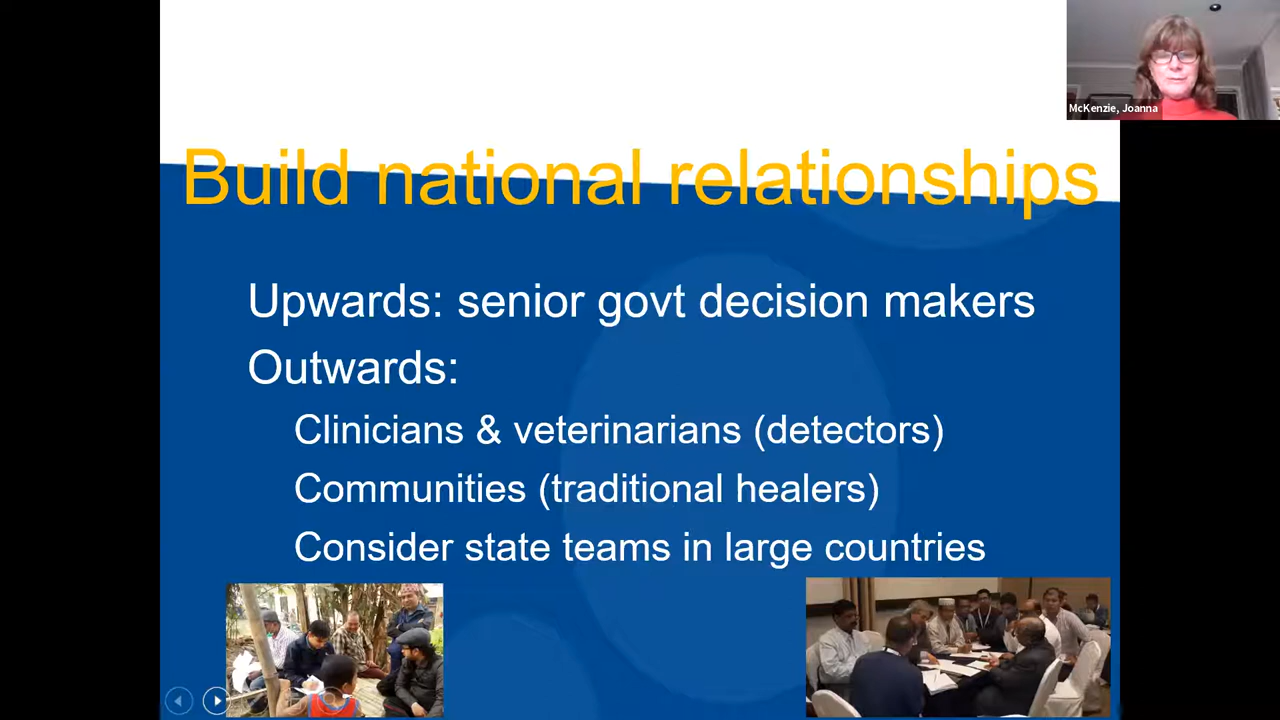 McKenzie, Joanna
Build national relationships
Upwards: senior govt decision makers
Outwards:
Clinicians & veterinarians (detectors)
Communities (traditional healers)
Consider state teams in large countries